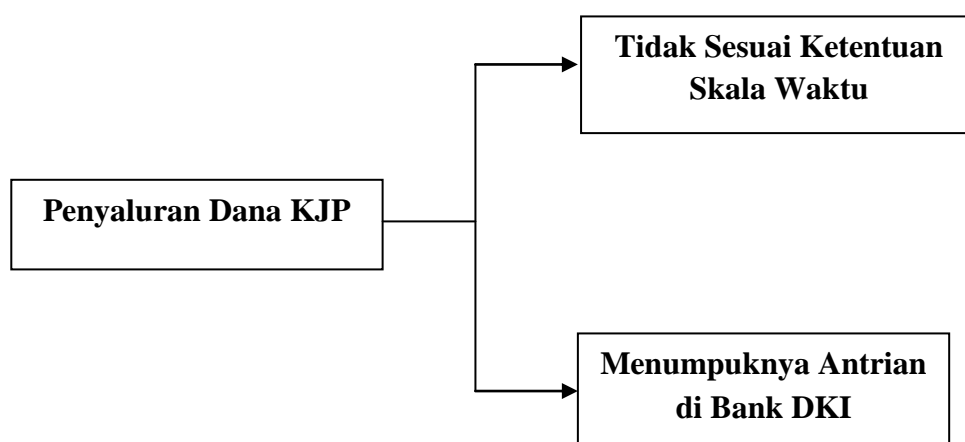 Tidak Sesuai Ketentuan
Skala Waktu
Penyaluran Dana KJP
Menumpuknya Antrian
di Bank DKI